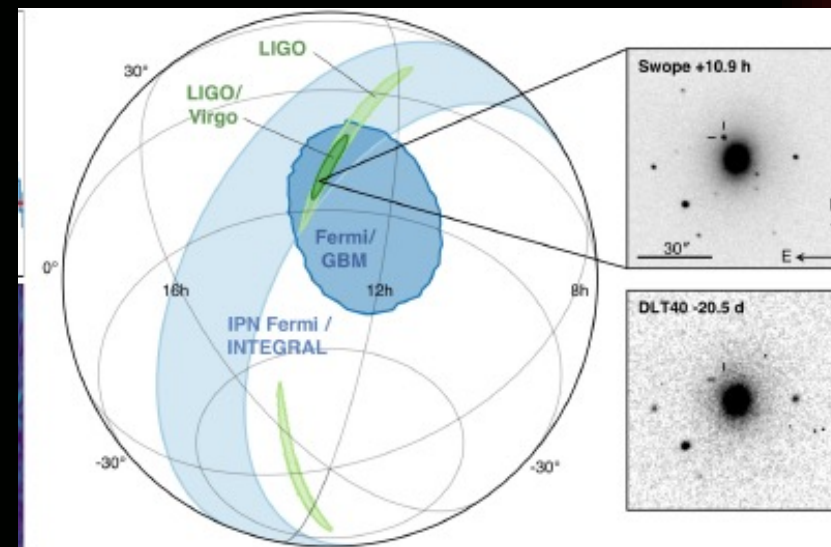 LIGO
30°
LIGO/
Virgo
Fermi/
GBM
0°
16h
12h
8h
IPN Fermi /
INTEGRAL
-30°
-30°
Swope +10.9 h
30"
E
DLT40 -20.5 d